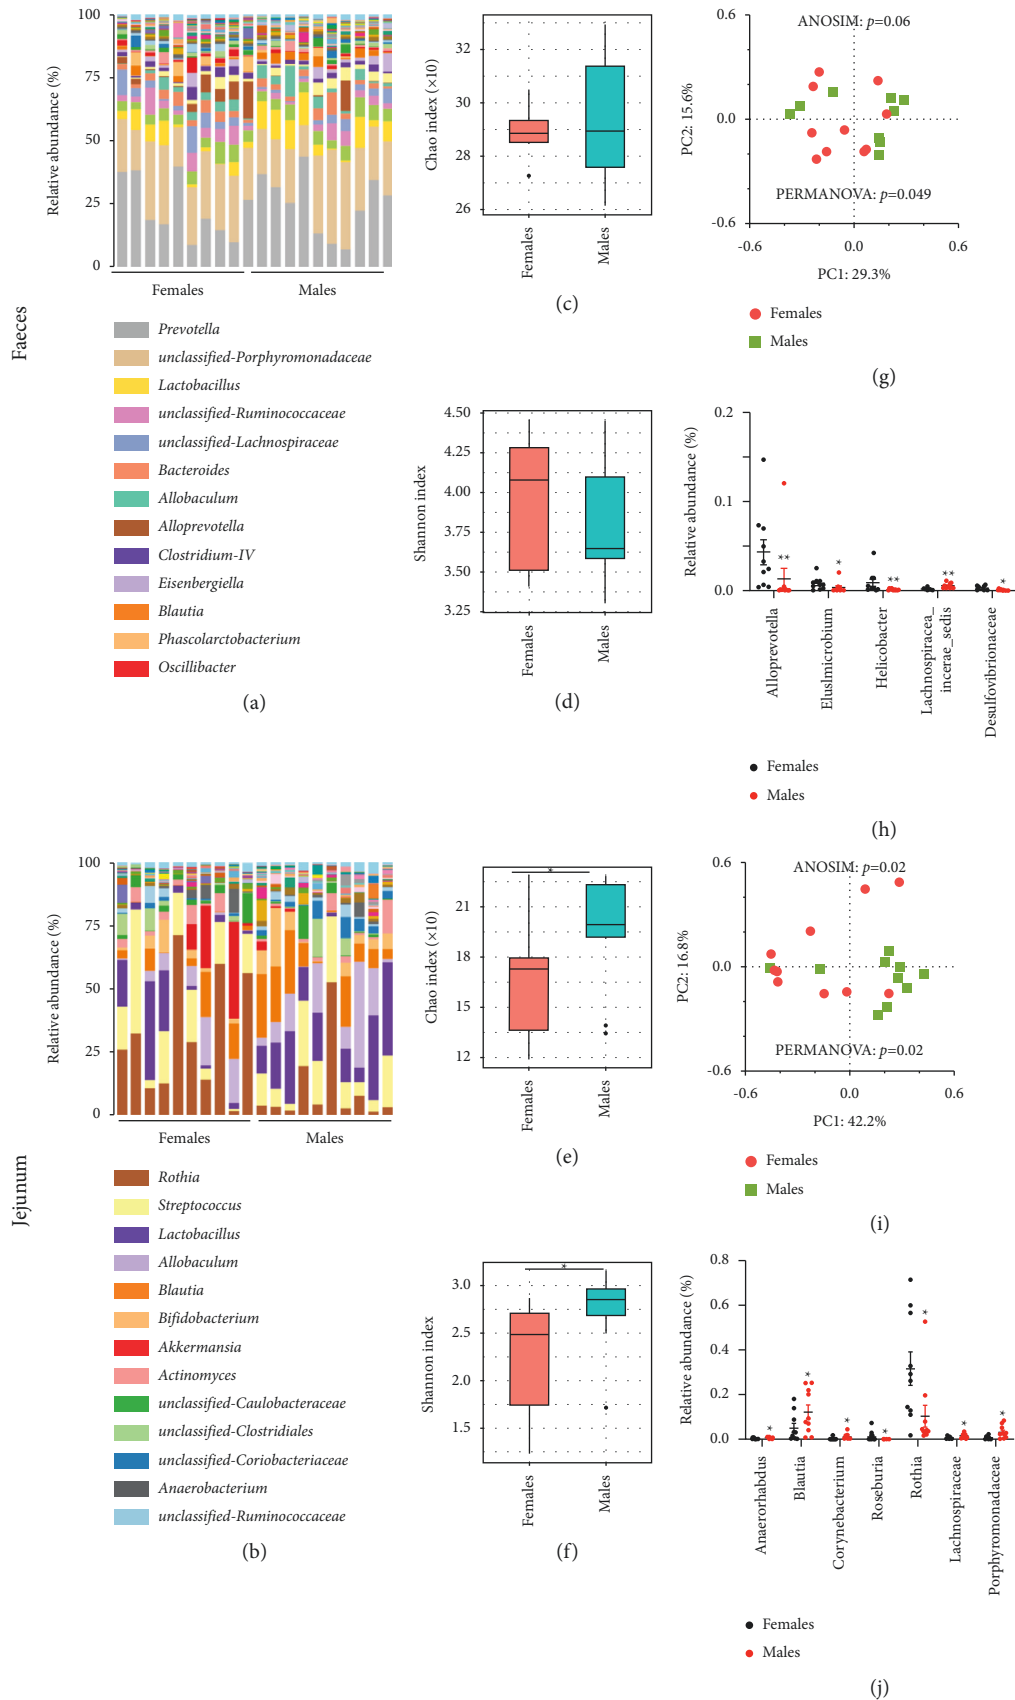 Faeces
Relative abundance (%)
100
75
50
25
0
Females
Males
Prevotella
unclassified-Porphyromonadaceae
Lactobacillus
unclassified-Ruminococcaceae
unclassified-Lachnospiraceae
Bacteroides
Allobaculum
Alloprevotella
Clostridium-IV
Eisenbergiella
Blautia
Phascolarctobacterium
Oscillibacter
(a)
Chao index (×10)
32
30
28
26
Females
Males
(c)
Shannon index
4.50
4.25
4.00
3.75
3.50
3.25
Females
Males
(d)
PC2: 15.6%
0.6
0.0
-0.6
ANOSIM: p=0.06
PERMANOVA: p=0.049
-0.6
0.0
0.6
PC1: 29.3%
Females
Males
(g)
Relative abundance (%)
0.2
0.1
0.0
**
*
**
**
*
Alloprevotella
Eluslmicrobium
Helicobacter
Lachnospiracea_
incerae_sedis
Desulfovibrionaceae
Females
Males
(h)
Jejunum
Relative abundance (%)
100
75
50
25
0
Females
Males
Rothia
Streptococcus
Lactobacillus
Allobaculum
Blautia
Bifidobacterium
Akkermansia
Actinomyces
unclassified-Caulobacteraceae
unclassified-Clostridiales
unclassified-Coriobacteriaceae
Anaerobacterium
unclassified-Ruminococcaceae
(b)
Chao index (×10)
21
18
15
12
*
Females
Males
(e)
Shannon index
3.0
2.5
2.0
1.5
*
Females
Males
(f)
PC2: 16.8%
0.6
0.0
-0.6
ANOSIM: p=0.02
PERMANOVA: p=0.02
-0.6
0.0
0.6
PC1: 42.2%
Females
Males
(i)
Relative abundance (%)
0.8
0.6
0.4
0.2
0.0
*
*
*
*
*
*
*
Anaerorhabdus
Blautia
Corynebacterium
Roseburia
Rothia
Lachnospiraceae
Porphyromonadaceae
Females
Males
(j)